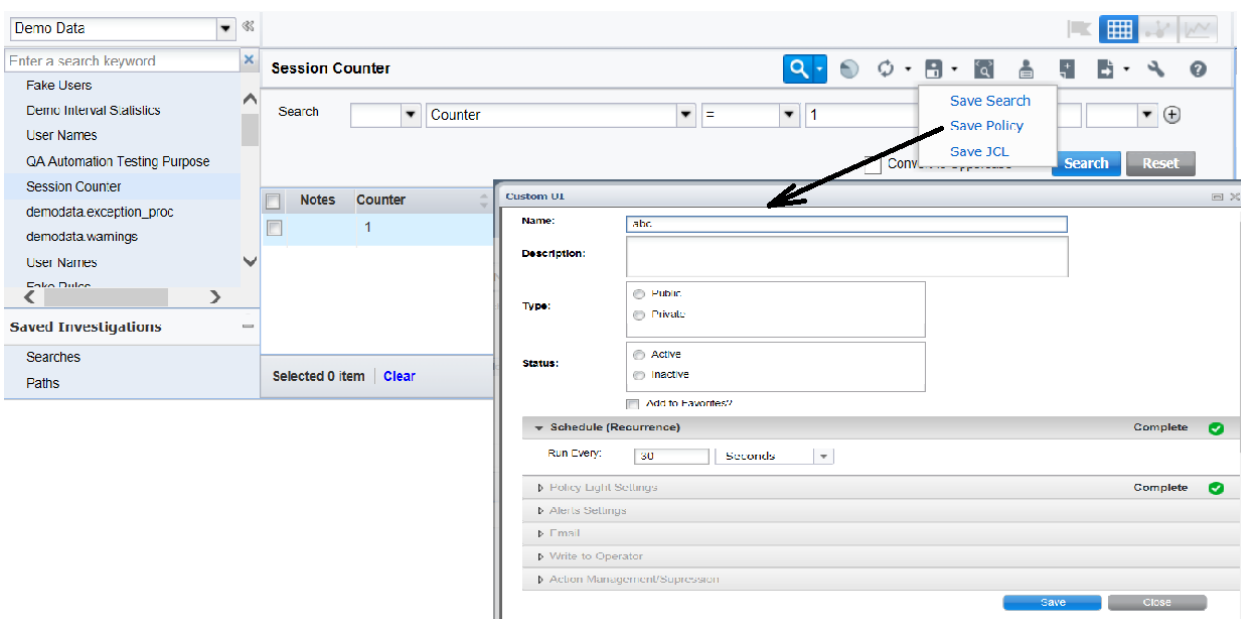 Demo Data
Enter a search keyword
Fake Users
Demo Interval Statistics
User Names
QA Automation Testing Purpose
Session Counter
demodata.exception_proc
demodata.warnings
User Names
Fake Rules
Saved Investigations
Searches
Paths
Session Counter
Search Counter = 1
Save Search
Save Policy
Save JCL
Search Reset
Notes Counter
1
Selected 0 item Clear
Custom UI
Name: abc
Description:
Type:
Public
Private
Status:
Active
Inactive
Add to Favorites?
Schedule (Recurrence) Complete
Run Every: 30 Seconds
Policy Light Settings Complete
Alerts Settings
Email
Write to Operator
Action Management/Supression
Save Close